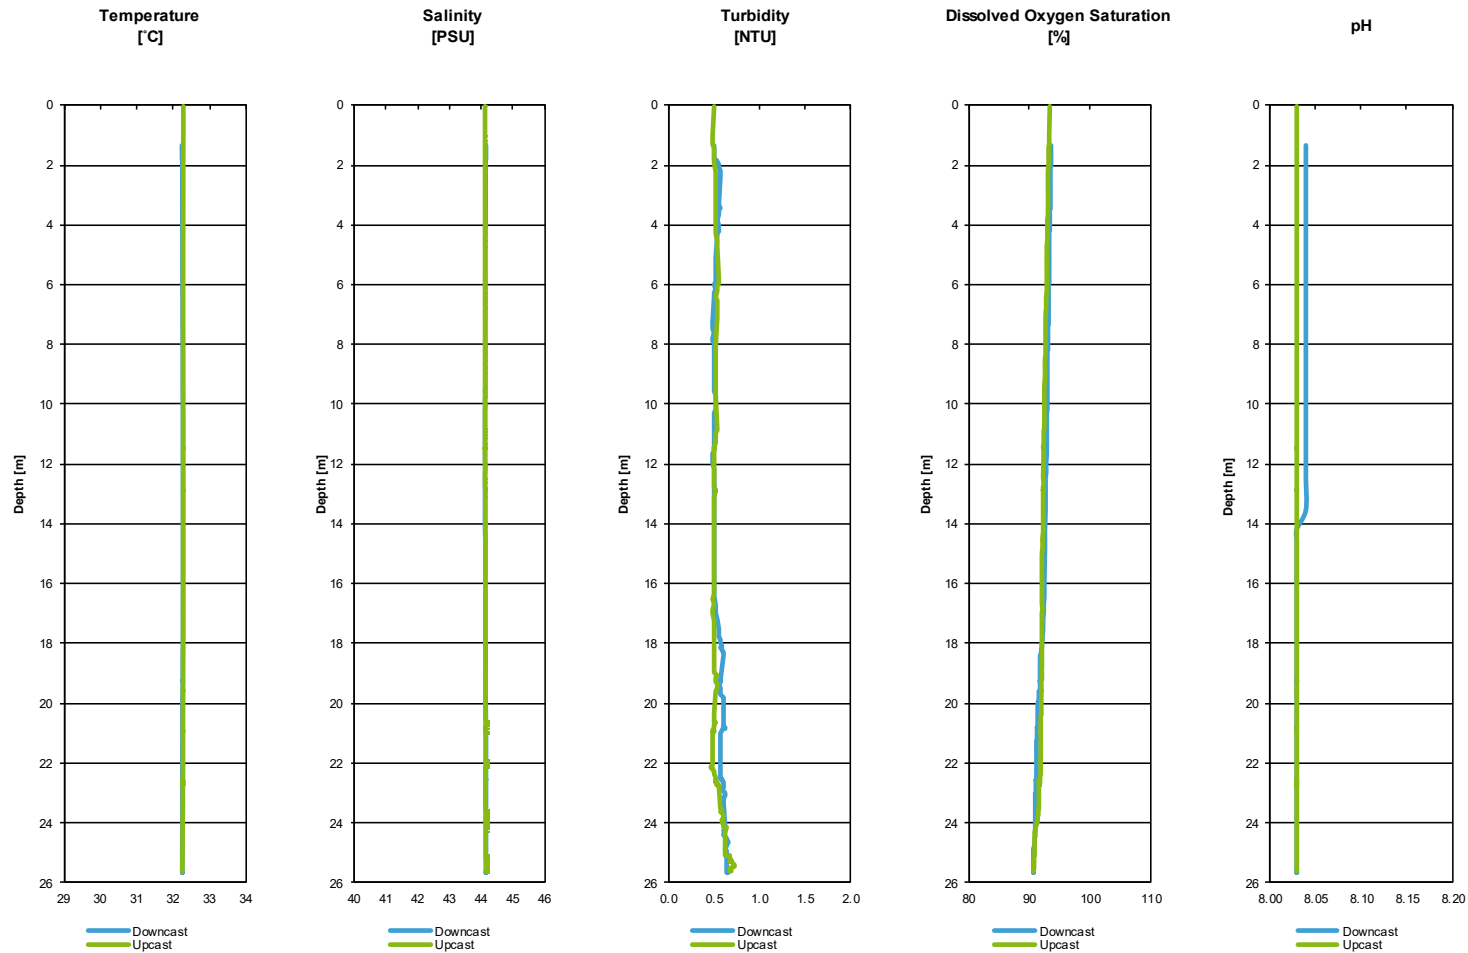 Temperature
[˚C]
0
2
4
6
8
10
12
14
16
18
20
22
24
26
Depth [m]
29 30 31 32 33 34
Downcast
Upcast
Salinity
[PSU]
0
2
4
6
8
10
12
14
16
18
20
22
24
26
Depth [m]
40 41 42 43 44 45 46
Downcast
Upcast
Turbidity
[NTU]
0
2
4
6
8
10
12
14
16
18
20
22
24
26
Depth [m]
0.0 0.5 1.0 1.5 2.0
Downcast
Upcast
Dissolved Oxygen Saturation
[%]
0
2
4
6
8
10
12
14
16
18
20
22
24
26
Depth [m]
80 90 100 110
Downcast
Upcast
pH
0
2
4
6
8
10
12
14
16
18
20
22
24
26
Depth [m]
8.00 8.05 8.10 8.15 8.20
Downcast
Upcast